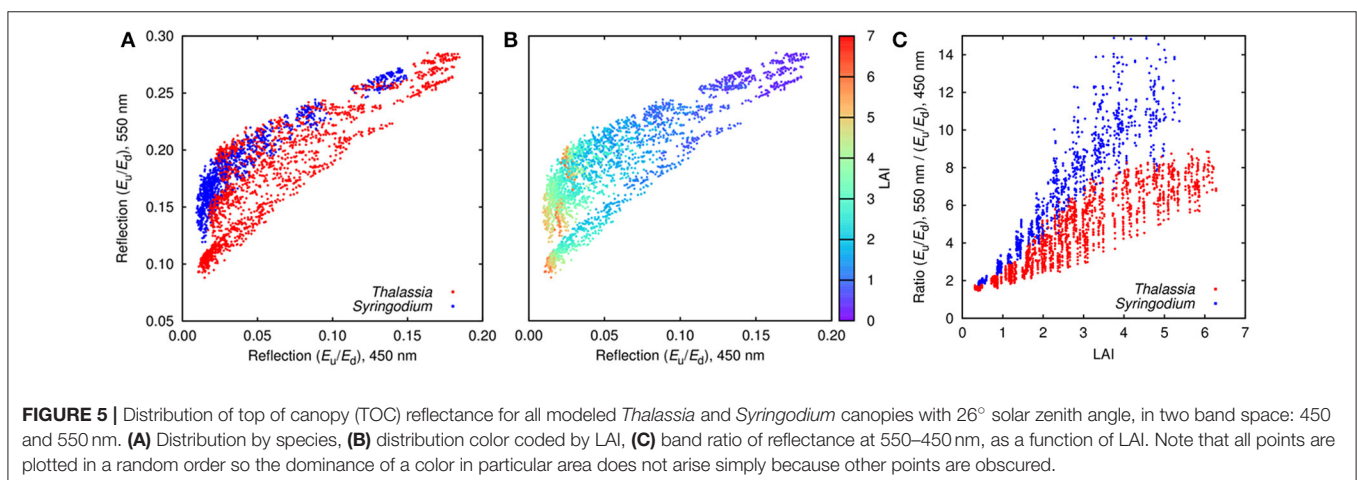 A
0.30
0.25
0.20
0.15
0.10
0.05
Reflection (Eu/Ed), 550 nm
Thalassia
Syringodium
0.00 0.05 0.10 0.15 0.20
Reflection (Eu/Ed), 450 nm
B
0.00 0.05 0.10 0.15 0.20
Reflection (Eu/Ed), 450 nm
7
6
5
4
3
2
1
0
LAI
C
14
12
10
8
6
4
2
0
Ratio (Eu/Ed), 550 nm / (Eu/Ed), 450 nm
Thalassia
Syringodium
0 1 2 3 4 5 6 7
LAI
FIGURE 5 | Distribution of top of canopy (TOC) reflectance for all modeled Thalassia and Syringodium canopies with 26° solar zenith angle, in two band space: 450
and 550 nm. (A) Distribution by species, (B) distribution color coded by LAI, (C) band ratio of reflectance at 550–450 nm, as a function of LAI. Note that all points are
plotted in a random order so the dominance of a color in particular area does not arise simply because other points are obscured.